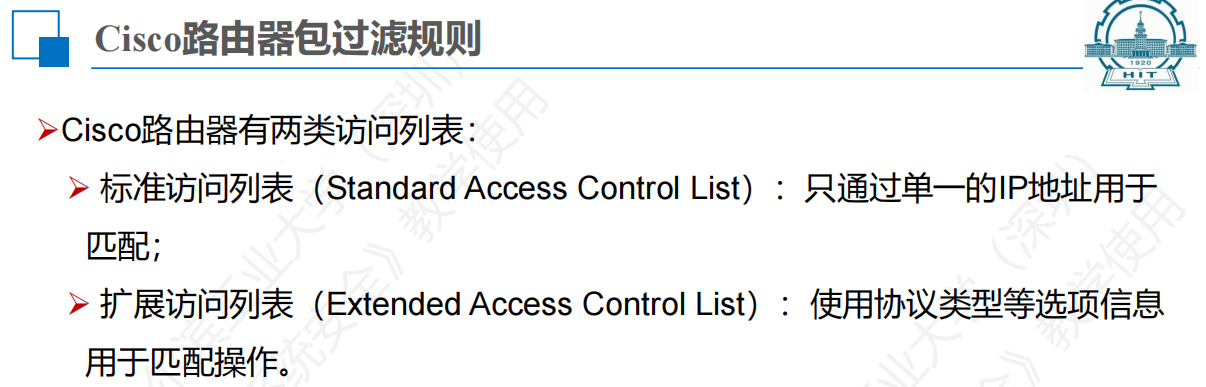 Cisco路由器包过滤规则
1920
HIT
➢Cisco路由器有两类访问列表：
➢ 标准访问列表（Standard Access Control List）：只通过单一的IP地址用于
匹配；
➢ 扩展访问列表（Extended Access Control List）：使用协议类型等选项信息
用于匹配操作。